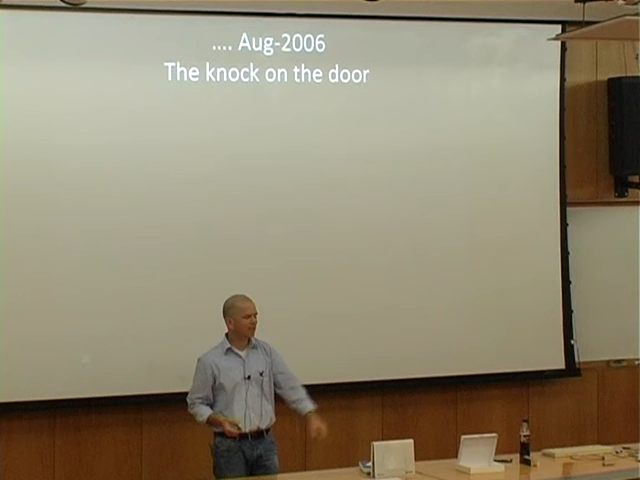 .... Aug-2006
The knock on the door